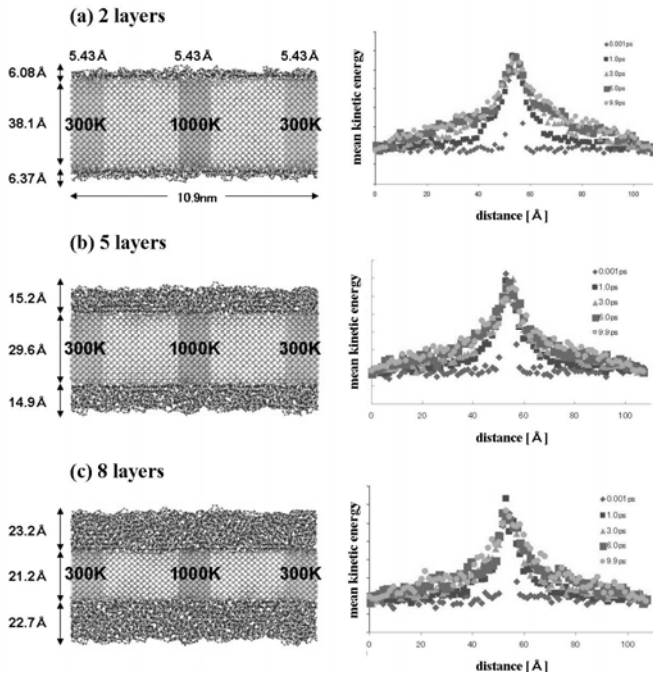 (a) 2 layers
5.43Å 5.43Å 5.43Å
6.08Å
38.1Å
300K 1000K 300K
6.37Å
10.9nm
mean kinetic energy
0.001ps
1.0ps
3.0ps
6.0ps
9.9ps
0 20 40 60 80 100
distance [Å]
(b) 5 layers
15.2Å
29.6Å
300K 1000K 300K
14.9Å
mean kinetic energy
0.001ps
1.0ps
3.0ps
6.0ps
9.9ps
0 20 40 60 80 100
distance [Å]
(c) 8 layers
23.2Å
21.2Å
300K 1000K 300K
22.7Å
mean kinetic energy
0.001ps
1.0ps
3.0ps
6.0ps
9.9ps
0 20 40 60 80 100
distance [Å]